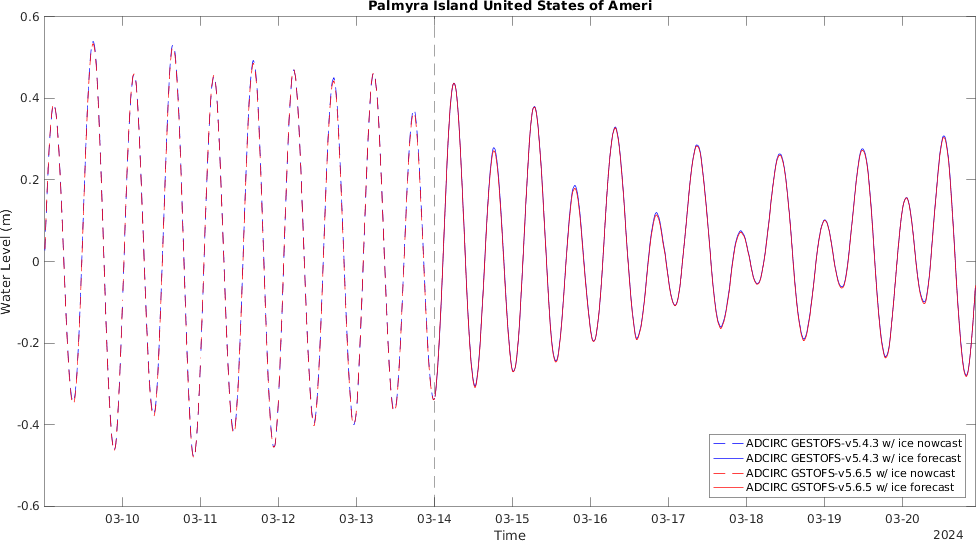 Palmyra Island United States of Ameri
Water Level (m)
0.6
0.4
0.2
0
-0.2
-0.4
-0.6
ADCIRC GESTOFS-v5.4.3 w/ ice nowcast
ADCIRC GESTOFS-v5.4.3 w/ ice forecast
ADCIRC GSTOFS-v5.6.5 w/ ice nowcast
ADCIRC GSTOFS-v5.6.5 w/ ice forecast
03-10 03-11 03-12 03-13 03-14 03-15 03-16 03-17 03-18 03-19 03-20
Time
2024